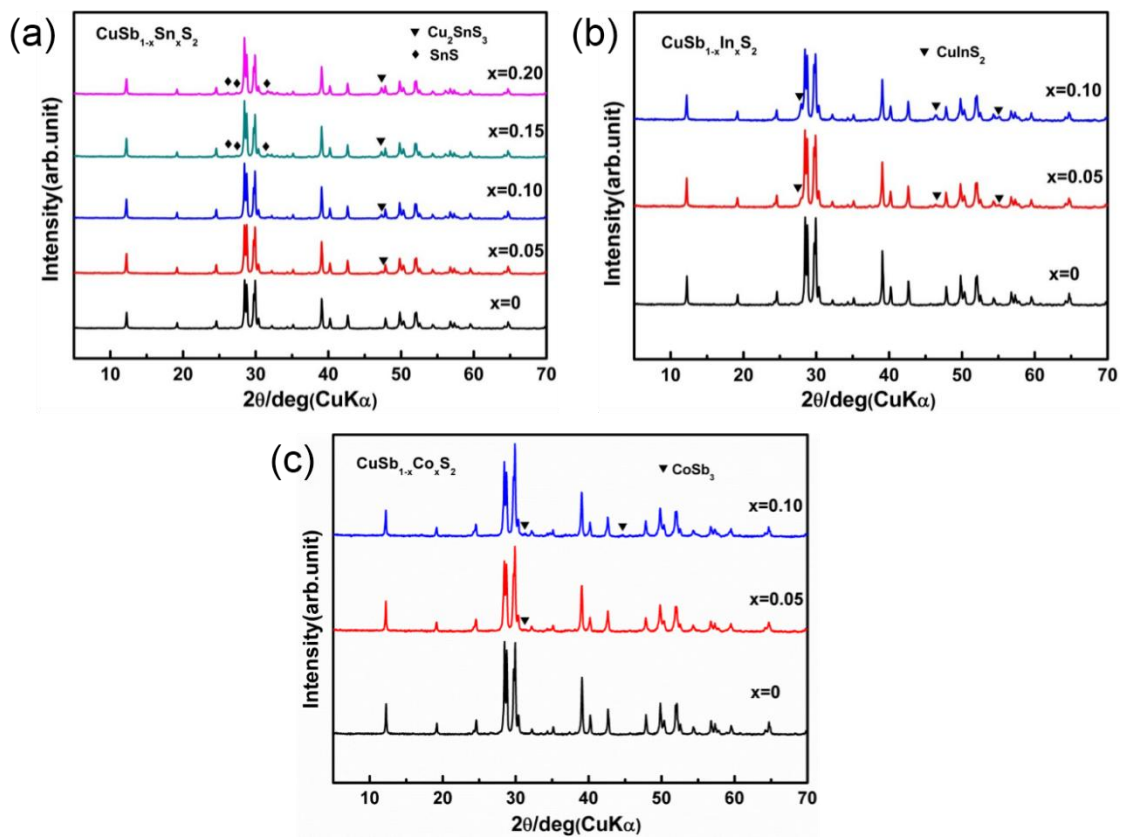 (a)
CuSb1-xSnxS2
▼ Cu2SnS3
♦ SnS
x=0.20
x=0.15
x=0.10
x=0.05
x=0
Intensity(arb.unit)
10 20 30 40 50 60 70
2θ/deg(CuKα)
(b)
CuSb1-xInxS2
▼ CuInS2
x=0.10
x=0.05
x=0
Intensity(arb.unit)
10 20 30 40 50 60 70
2θ/deg(CuKα)
(c)
CuSb1-xCoxS2
▼ CoSb3
x=0.10
x=0.05
x=0
Intensity(arb.unit)
10 20 30 40 50 60 70
2θ/deg(CuKα)